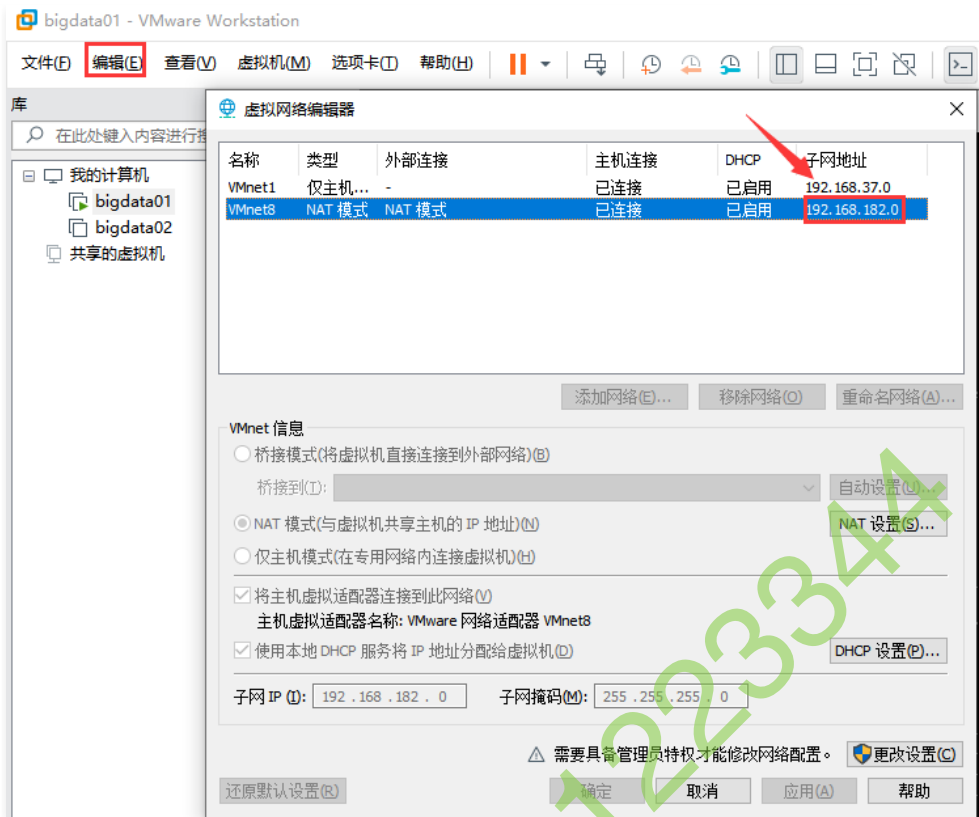 bigdata01 - VMware Workstation
文件(F) 编辑(E) 查看(V) 虚拟机(M) 选项卡(T) 帮助(H)
库
在此处键入内容进行搜
我的计算机
bigdata01
bigdata02
共享的虚拟机
虚拟网络编辑器
名称 类型 外部连接 主机连接 DHCP 子网地址
VMnet1 仅主机... - 已连接 已启用 192.168.37.0
VMnet8 NAT 模式 NAT 模式 已连接 已启用 192.168.182.0
添加网络(E)... 移除网络(O) 重命名网络(A)...
VMnet 信息
桥接模式(将虚拟机直接连接到外部网络)(B)
桥接到(I): 自动设置(U)...
NAT 模式(与虚拟机共享主机的 IP 地址)(N) NAT 设置(S)...
仅主机模式(在专用网络内连接虚拟机)(H)
将主机虚拟适配器连接到此网络(V)
主机虚拟适配器名称: VMware 网络适配器 VMnet8
使用本地 DHCP 服务将 IP 地址分配给虚拟机(D) DHCP 设置(P)...
子网 IP (I): 192 . 168 . 182 . 0 子网掩码(M): 255 . 255 . 255 . 0
需要具备管理员特权才能修改网络配置。 更改设置(C)
还原默认设置(R) 确定 取消 应用(A) 帮助
1223344